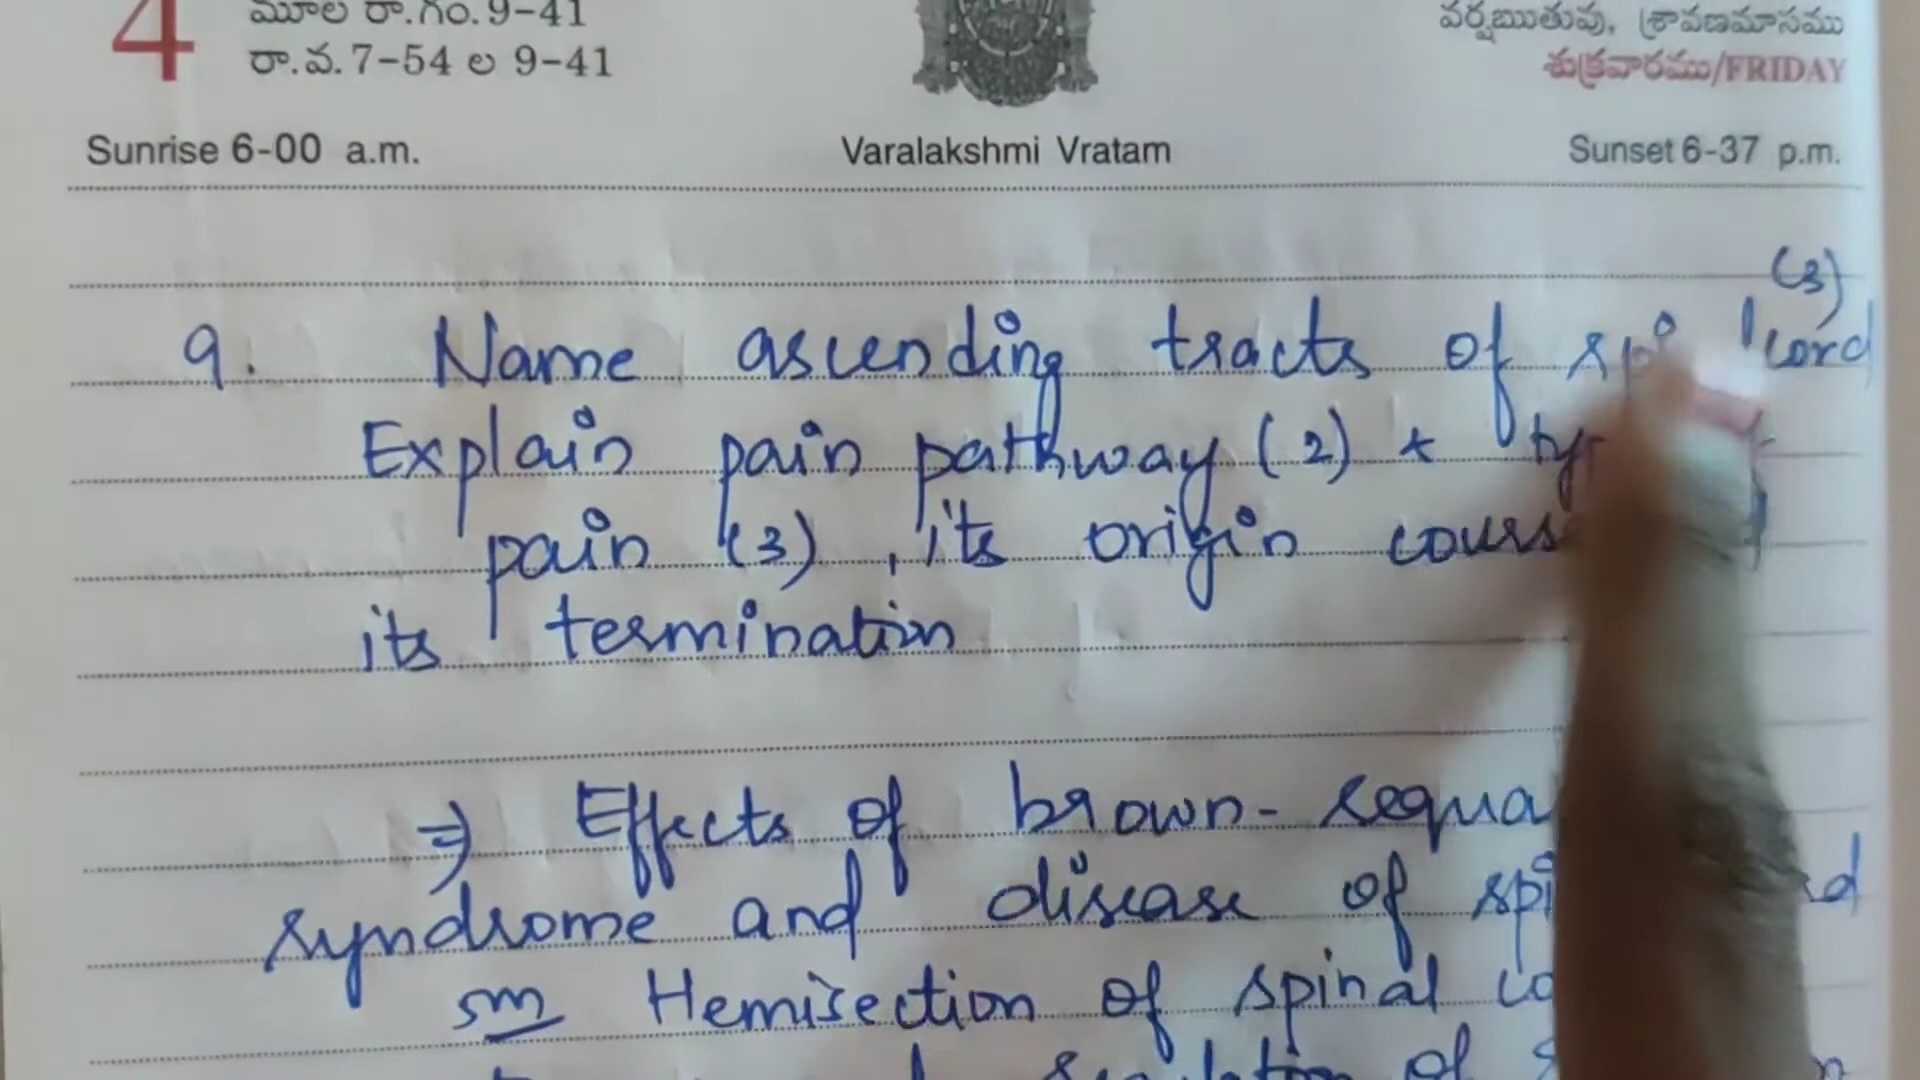 4
మూల రా.గం.9-41
రా.వ.7-54 ల 9-41
వర్షఋతువు, శ్రావణమాసము
శుక్రవారము/FRIDAY
Sunrise 6-00 a.m. Varalakshmi Vratam Sunset 6-37 p.m.
(3)
9. Name ascending tracts of cord
Explain pain pathway (2)
pain (3), its origin
its termination
⇒ Effects of brown-
syndrome and disease of
sm Hemisection of spinal
of